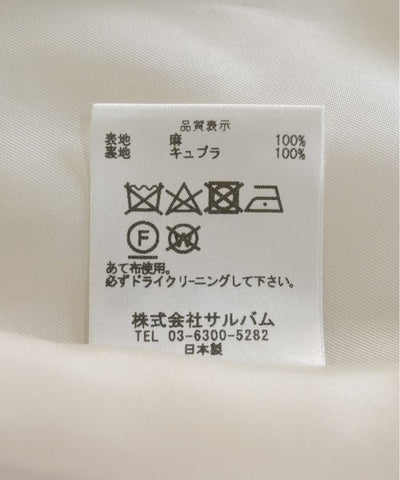 品質表示
表地 麻 100%
裏地 キュプラ 100%
F W
あて布使用。
必ずドライクリーニングして下さい。
株式会社サルバム
TEL 03-6300-5282
日本製